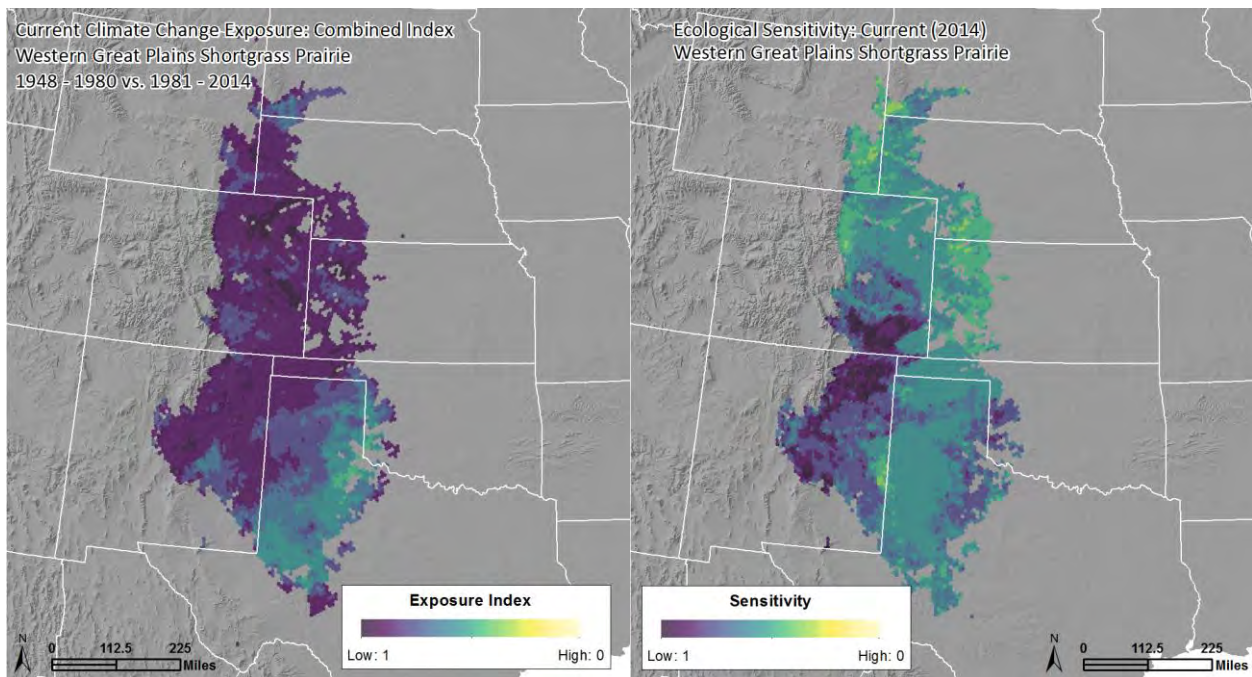 Current Climate Change Exposure: Combined Index
Western Great Plains Shortgrass Prairie
1948 - 1980 vs. 1981 - 2014
Exposure Index
Low: 1 High: 0
N
0 112.5 225
Miles
Ecological Sensitivity: Current (2014)
Western Great Plains Shortgrass Prairie
Sensitivity
Low: 1 High: 0
N
0 112.5 225
Miles